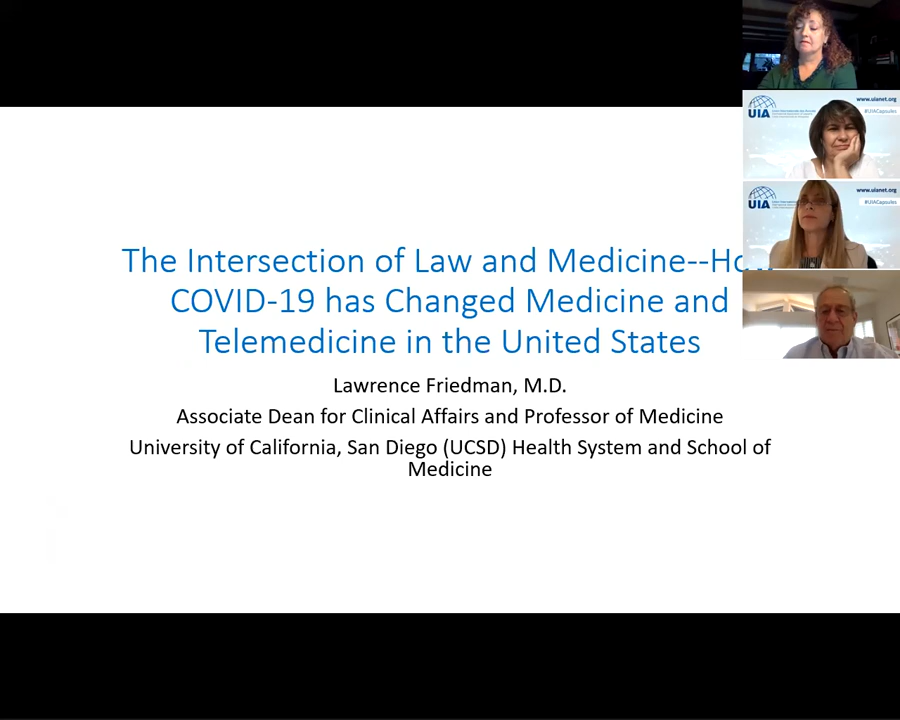 The Intersection of Law and Medicine--How
COVID-19 has Changed Medicine and
Telemedicine in the United States
Lawrence Friedman, M.D.
Associate Dean for Clinical Affairs and Professor of Medicine
University of California, San Diego (UCSD) Health System and School of
Medicine
UIA
www.uianet.org
#UIACapsules
UIA
www.uianet.org
#UIACapsules